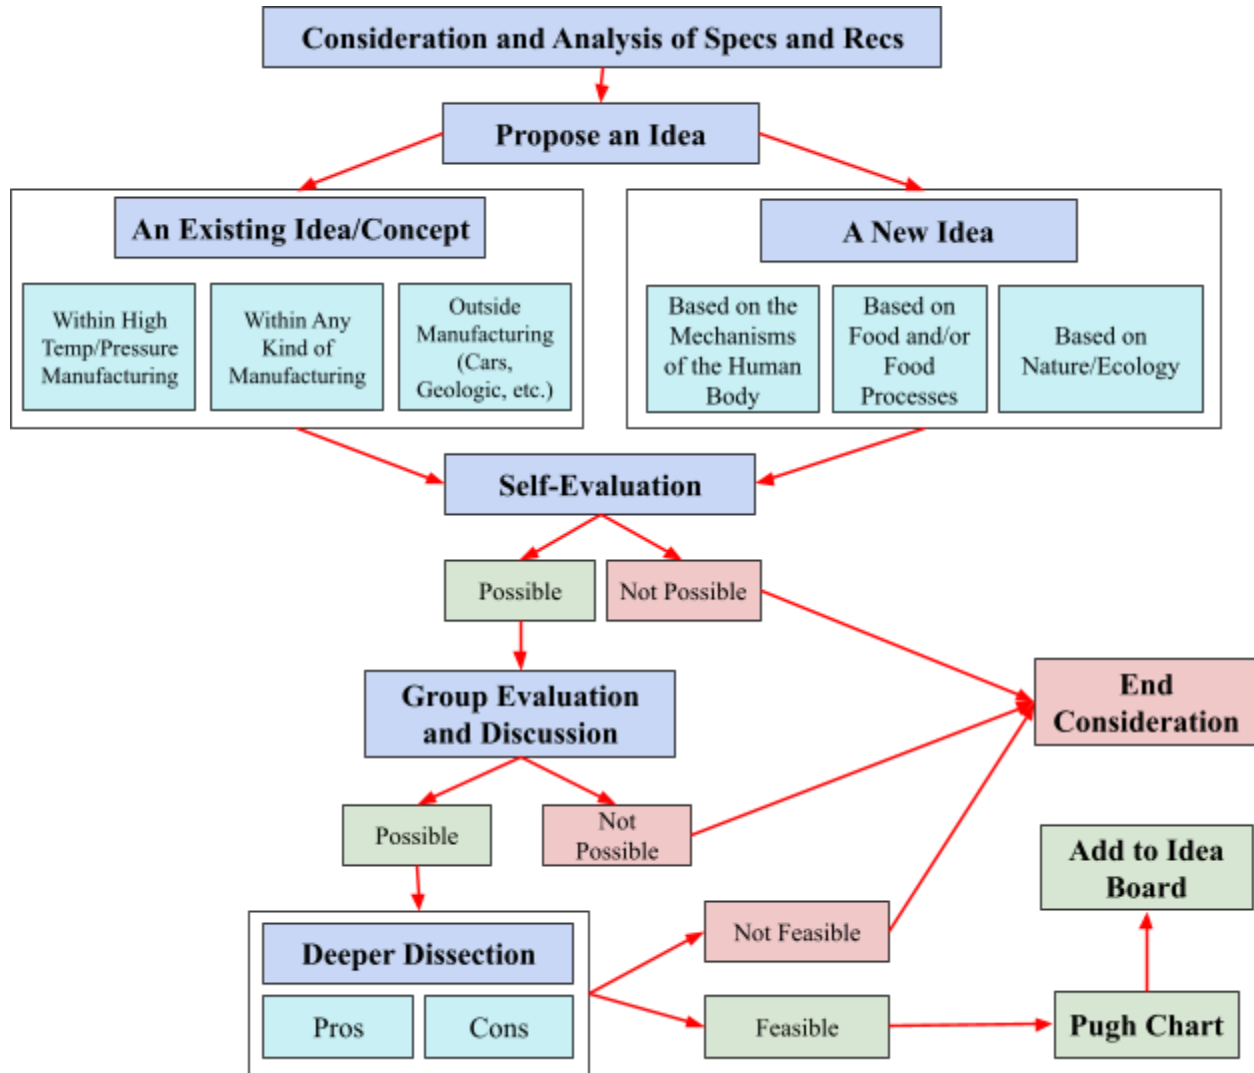 Consideration and Analysis of Specs and Recs
Propose an Idea
An Existing Idea/Concept
Within High
Temp/Pressure
Manufacturing
Within Any
Kind of
Manufacturing
Outside
Manufacturing
(Cars,
Geologic, etc.)
A New Idea
Based on the
Mechanisms
of the Human
Body
Based on
Food and/or
Food
Processes
Based on
Nature/Ecology
Self-Evaluation
Possible
Not Possible
Group Evaluation
and Discussion
End
Consideration
Possible
Not
Possible
Add to Idea
Board
Deeper Dissection
Pros
Cons
Not Feasible
Feasible
Pugh Chart